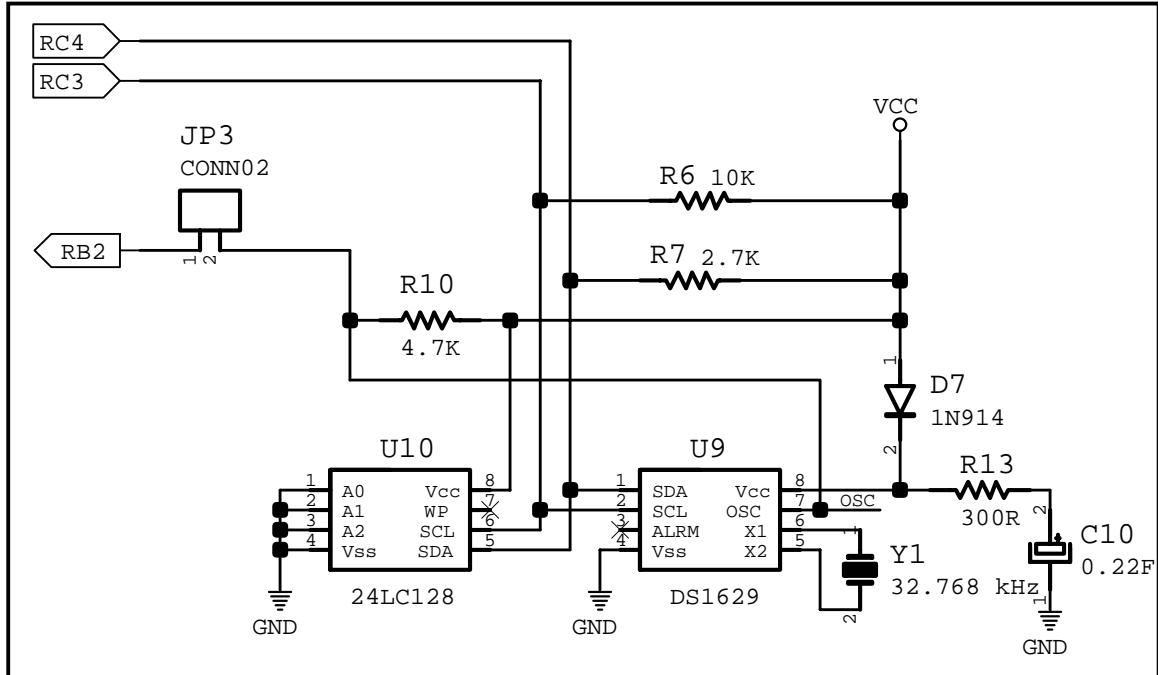 RC4
RC3
VCC
JP3
CONN02
R6 10K
RB2
1 2
R7 2.7K
R10
4.7K
1
D7
1N914
2
U10
U9
R13
300R
1 A0 Vcc 8
2 A1 WP 7
3 A2 SCL 6
4 Vss SDA 5
24LC128
GND
1 SDA Vcc 8
2 SCL OSC 7 OSC
3 ALRM X1 6
4 Vss X2 5
DS1629
GND
1
Y1
32.768 kHz
2
2
C10
0.22F
1
GND